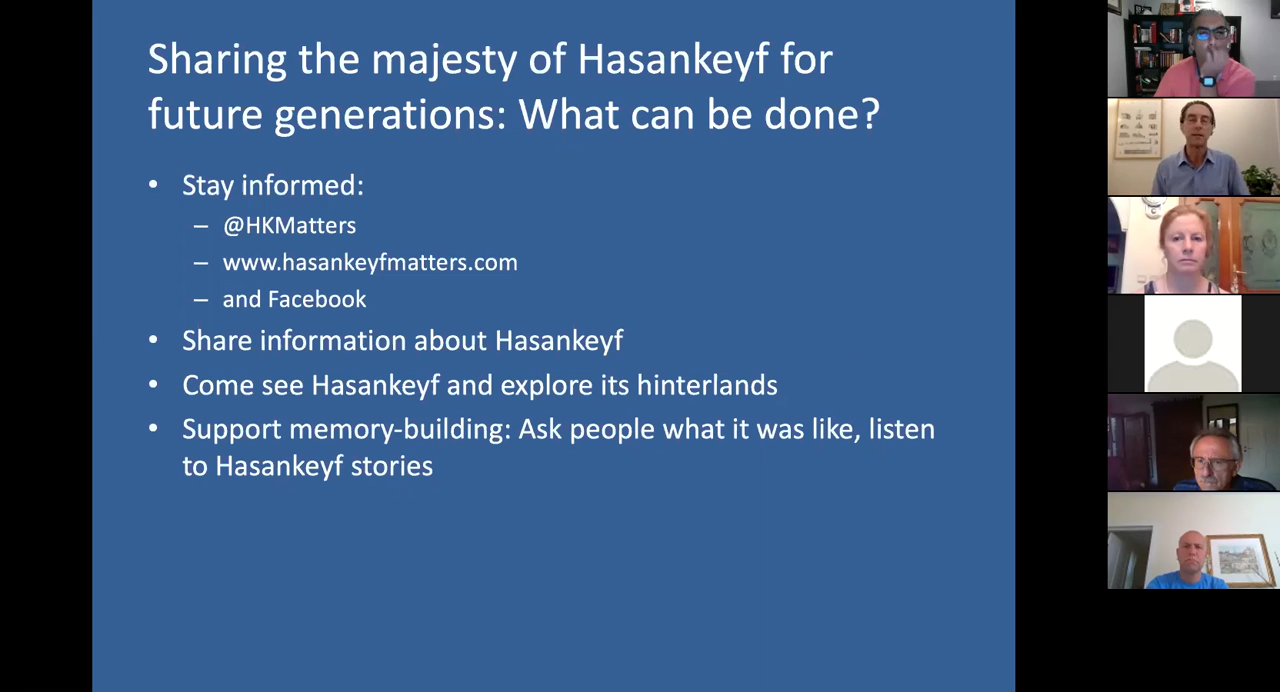 Sharing the majesty of Hasankeyf for
future generations: What can be done?
• Stay informed:
– @HKMatters
– www.hasankeyfmatters.com
– and Facebook
• Share information about Hasankeyf
• Come see Hasankeyf and explore its hinterlands
• Support memory-building: Ask people what it was like, listen
to Hasankeyf stories